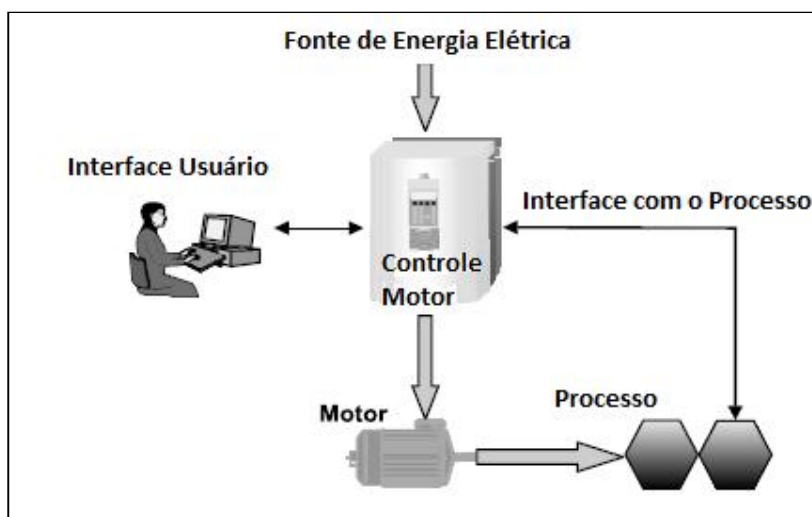 Fonte de Energia Elétrica
Interface Usuário
Interface com o Processo
Controle
Motor
Motor
Processo